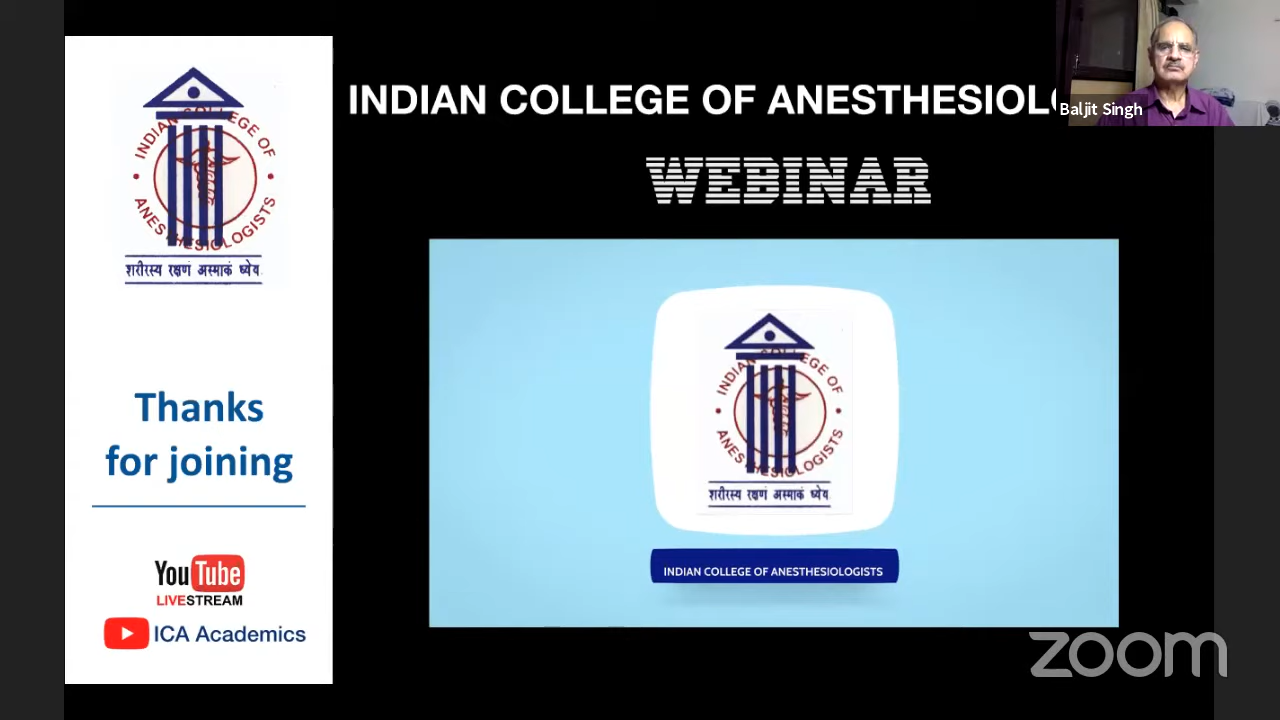 INDIAN COLLEGE OF ANESTHESIOLOGISTS
शरीरस्य रक्षणं अस्माकं ध्येय
Thanks
for joining
YouTube
LIVESTREAM
ICA Academics
INDIAN COLLEGE OF ANESTHESIOL
WEBINAR
INDIAN COLLEGE OF ANESTHESIOLOGISTS
शरीरस्य रक्षणं अस्माकं ध्येय
INDIAN COLLEGE OF ANESTHESIOLOGISTS
Baljit Singh
zoom